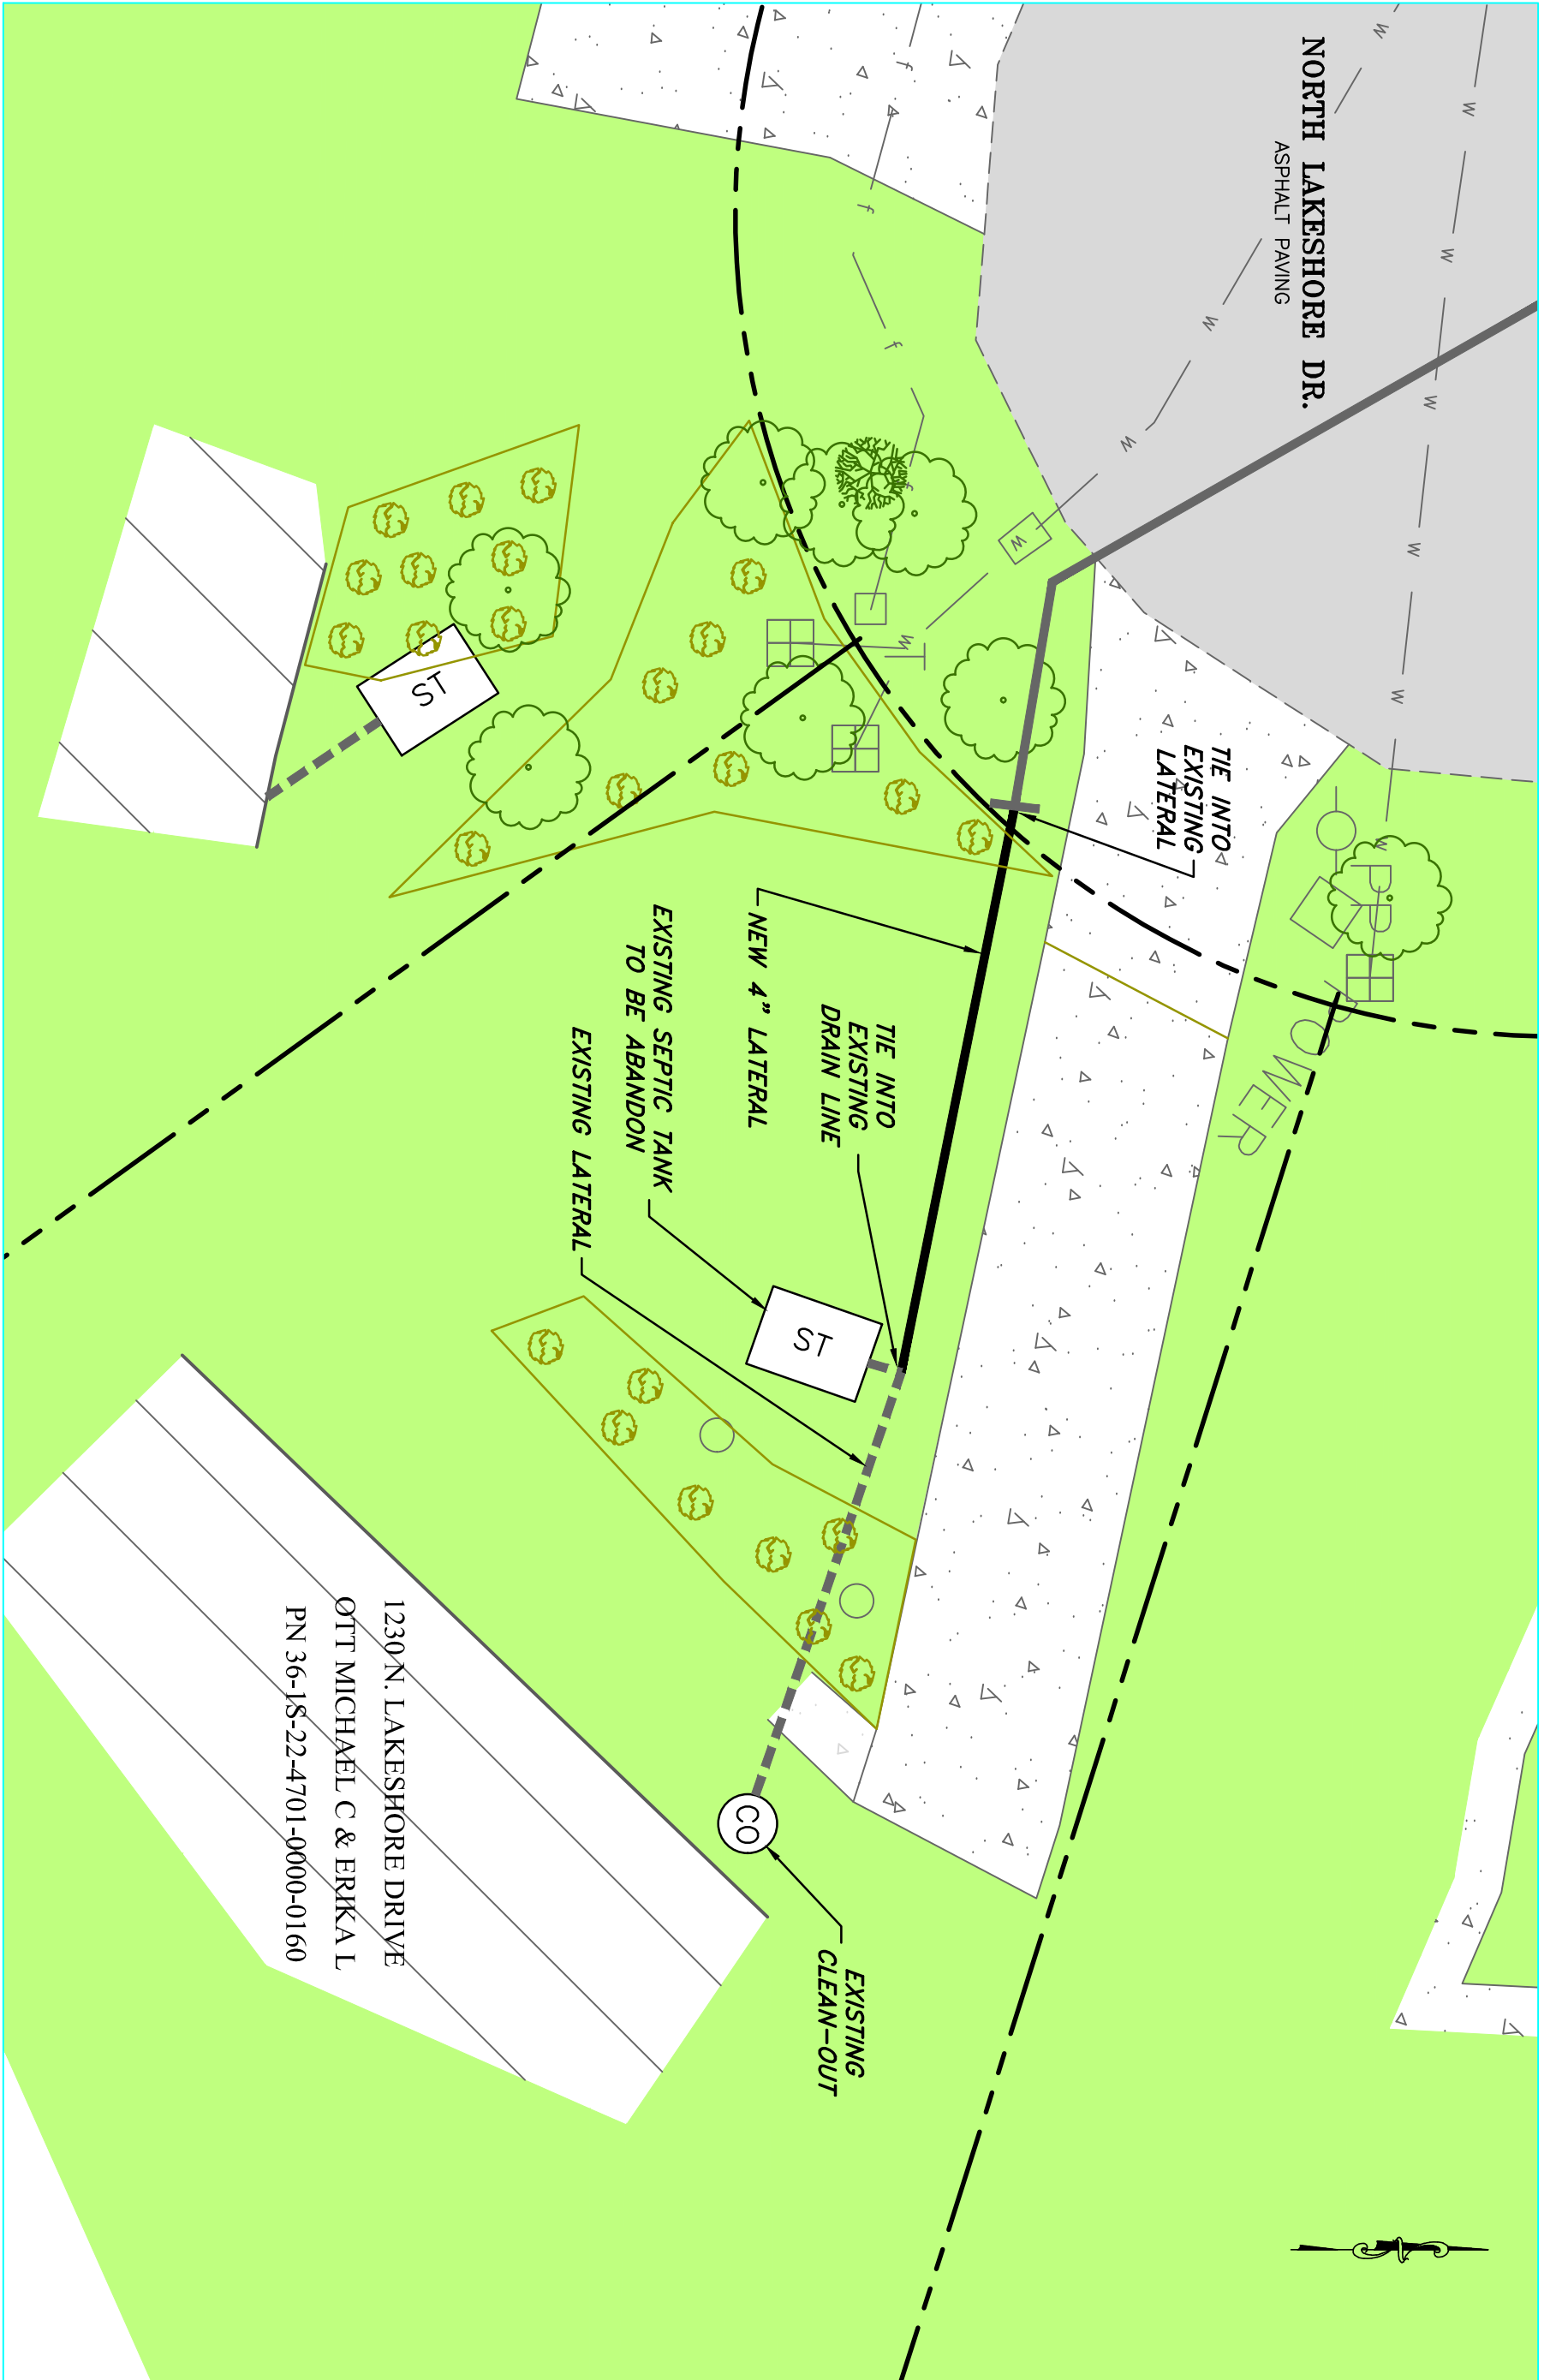 NORTH LAKESHORE DR.
ASPHALT PAVING
TIE INTO
EXISTING
LATERAL
PR
POWER
NEW 4" LATERAL
TIE INTO
EXISTING
DRAIN LINE
EXISTING SEPTIC TANK
TO BE ABANDON
EXISTING LATERAL
ST
ST
CO
EXISTING
CLEAN-OUT
1230 N. LAKESHORE DRIVE
OTT MICHAEL C & ERIKA L
PN 36-1S-22-4701-0000-0160
W
W
W
W
W
W
W
W
W
W
W
W
W
f
f
f
f
T